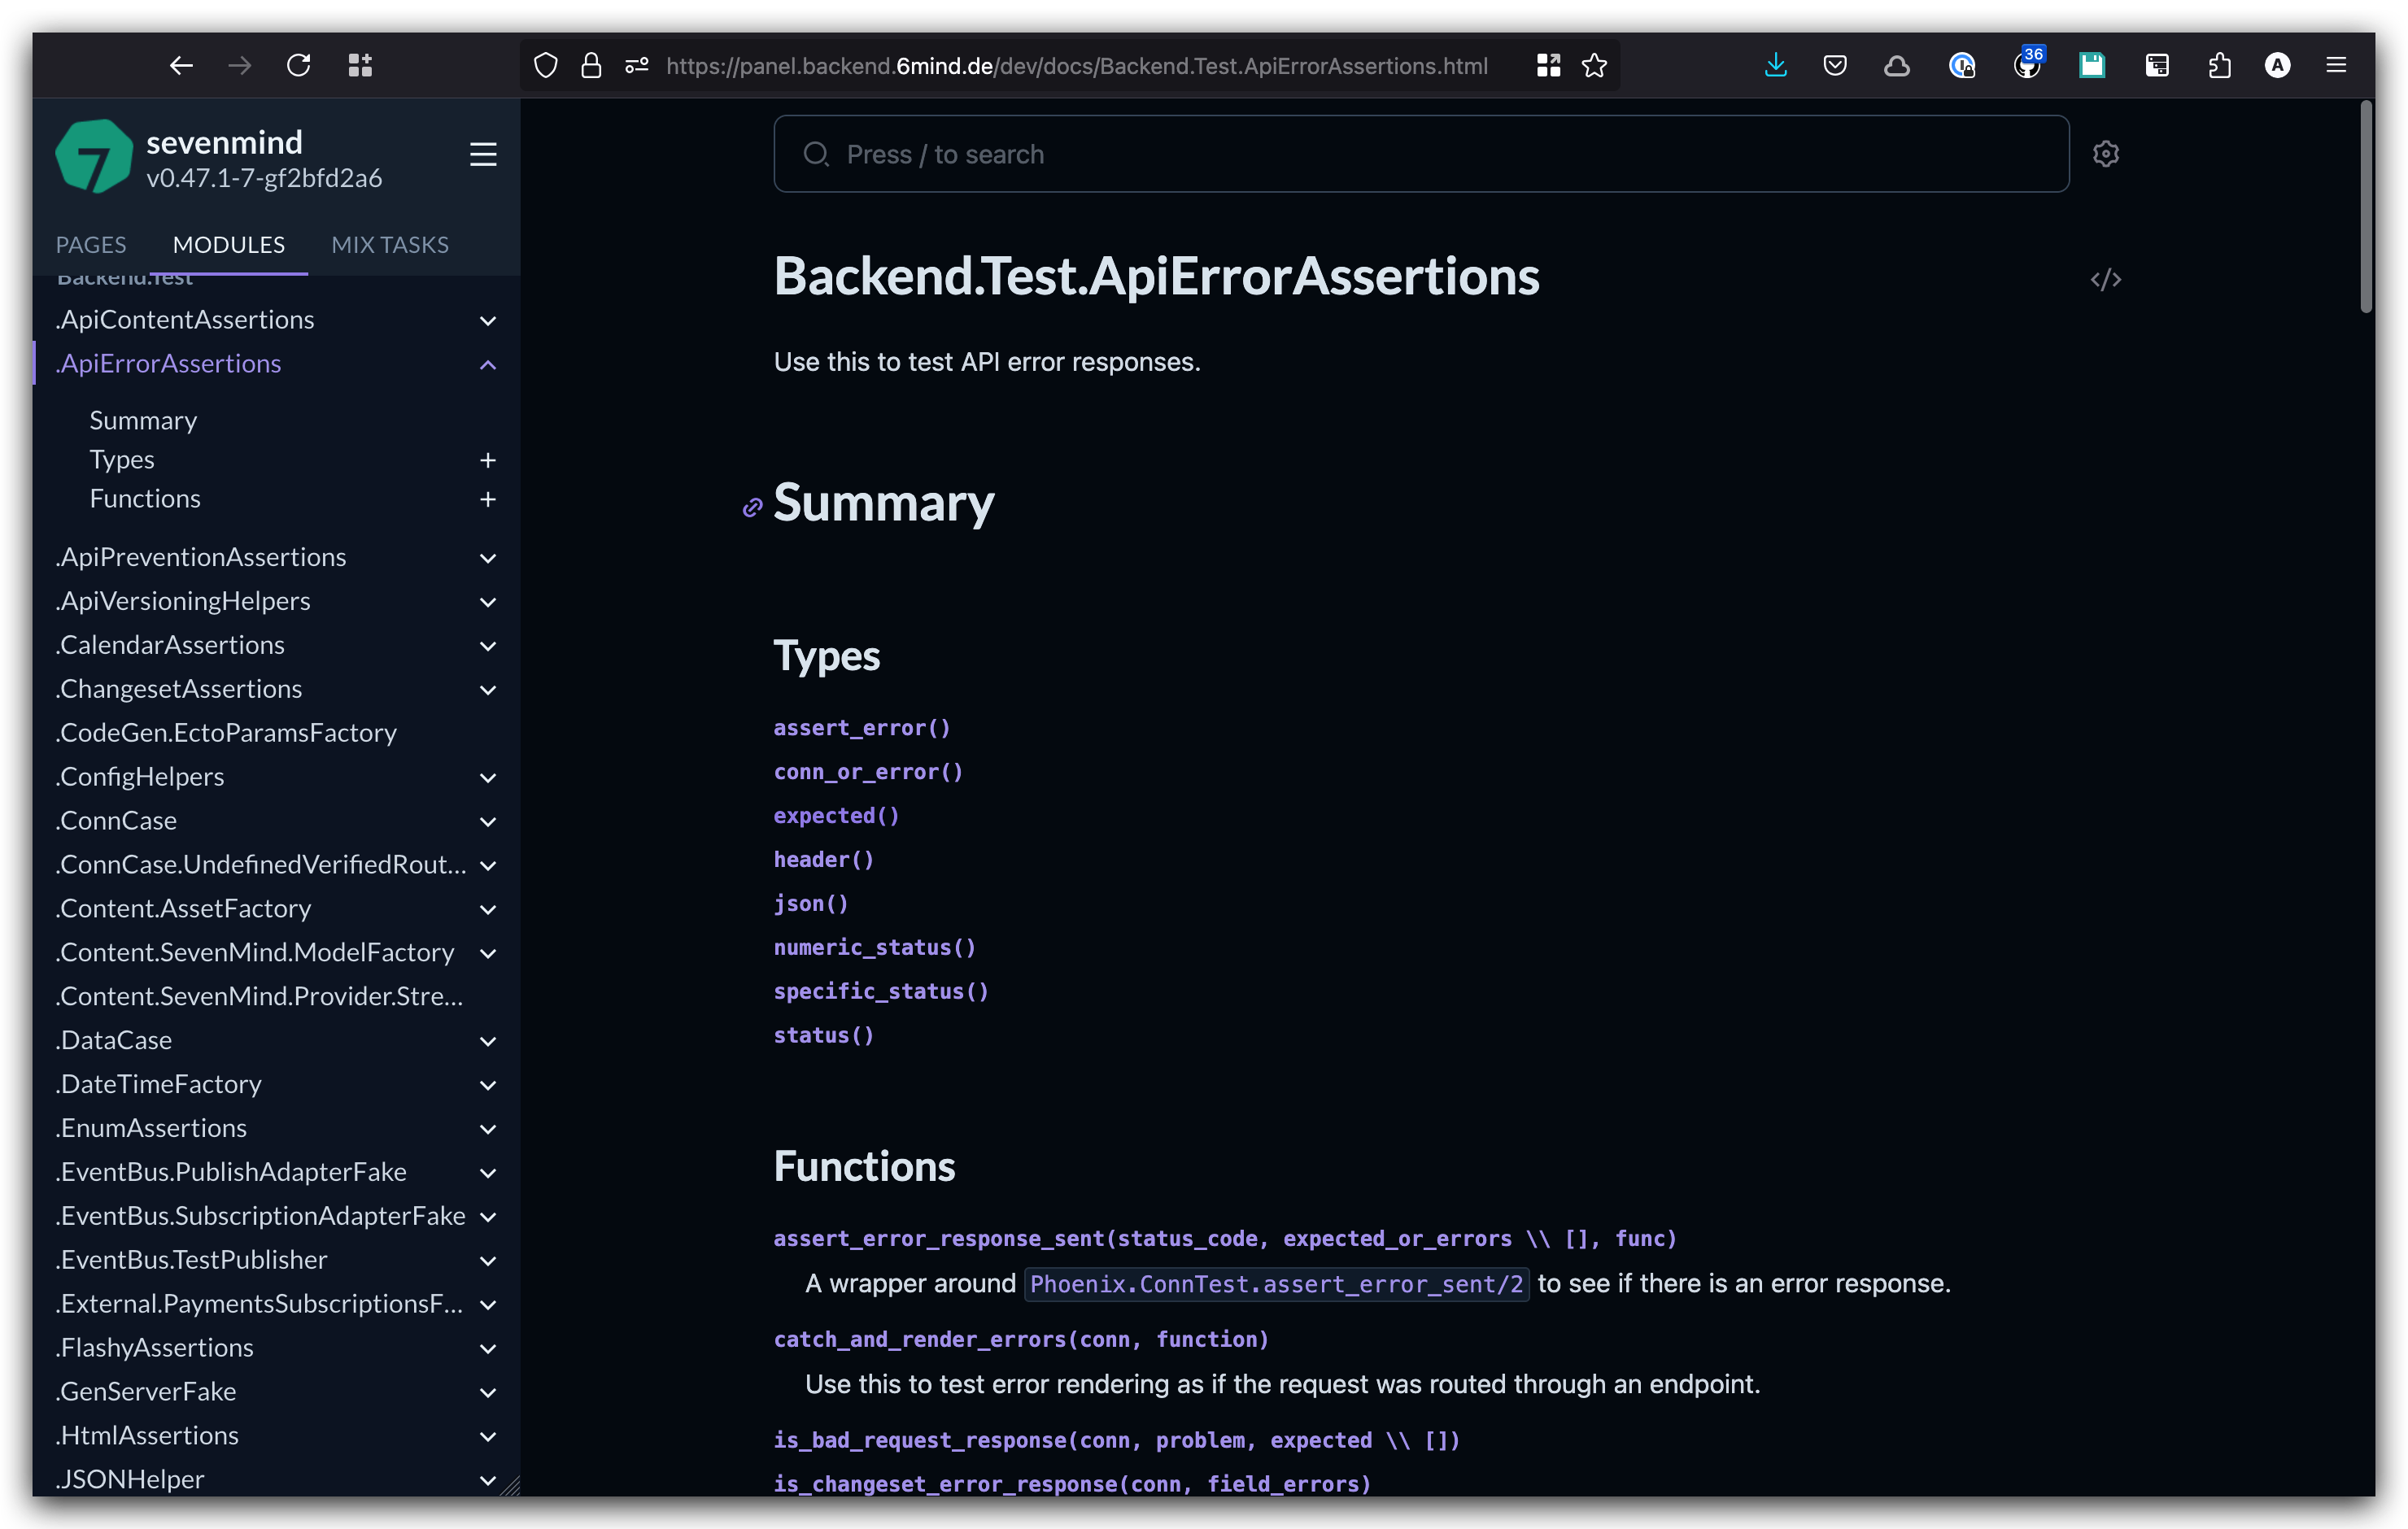 https://panel.backend.6mind.de/dev/docs/Backend.Test.ApiErrorAssertions.html
36
A
7
sevenmind
v0.47.1-7-gf2bfd2a6
PAGES MODULES MIX TASKS
Backend.Test
.ApiContentAssertions
.ApiErrorAssertions
Summary
Types
Functions
.ApiPreventionAssertions
.ApiVersioningHelpers
.CalendarAssertions
.ChangesetAssertions
.CodeGen.EctoParamsFactory
.ConfigHelpers
.ConnCase
.ConnCase.UndefinedVerifiedRout...
.Content.AssetFactory
.Content.SevenMind.ModelFactory
.Content.SevenMind.Provider.Stre...
.DataCase
.DateTimeFactory
.EnumAssertions
.EventBus.PublishAdapterFake
.EventBus.SubscriptionAdapterFake
.EventBus.TestPublisher
.External.PaymentsSubscriptionsF...
.FlashyAssertions
.GenServerFake
.HtmlAssertions
.JSONHelper
Press / to search
Backend.Test.ApiErrorAssertions
</>
Use this to test API error responses.
Summary
Types
assert_error()
conn_or_error()
expected()
header()
json()
numeric_status()
specific_status()
status()
Functions
assert_error_response_sent(status_code, expected_or_errors \\ [], func)
A wrapper around Phoenix.ConnTest.assert_error_sent/2 to see if there is an error response.
catch_and_render_errors(conn, function)
Use this to test error rendering as if the request was routed through an endpoint.
is_bad_request_response(conn, problem, expected \\ [])
is_changeset_error_response(conn, field_errors)